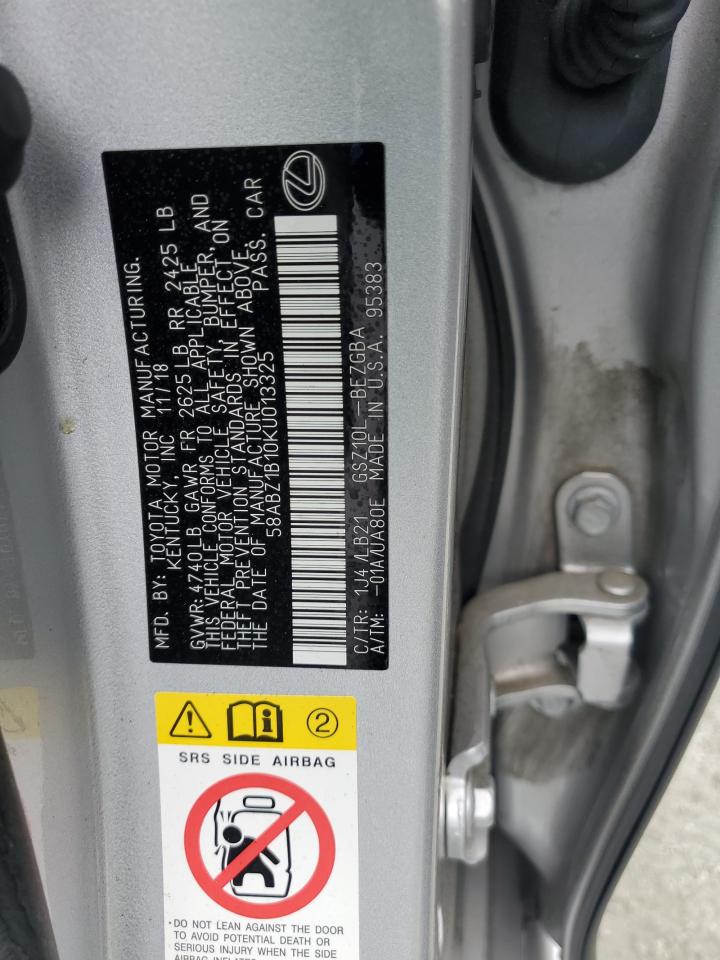 MFD. BY: TOYOTA MOTOR MANUFACTURING.
KENTUCKY, INC 11/18
GVWR: 4740LB GAWR FR 2625LB RR 2425 LB
THIS VEHICLE CONFORMS TO ALL APPLICABLE
FEDERAL MOTOR VEHICLE SAFETY, BUMPER, AND
THEFT PREVENTION STANDARDS IN EFFECT ON
THE DATE OF MANUFACTURE SHOWN ABOVE.
58ABZ1B10KU013325 PASS. CAR
C/TR: 1J4/LB21 GSZ10L-BEZGBA
A/TM: -01A/UA80E MADE IN U.S.A. 95383
2
SRS SIDE AIRBAG
• DO NOT LEAN AGAINST THE DOOR
TO AVOID POTENTIAL DEATH OR
SERIOUS INJURY WHEN THE SIDE
AIRBAG INFLATES